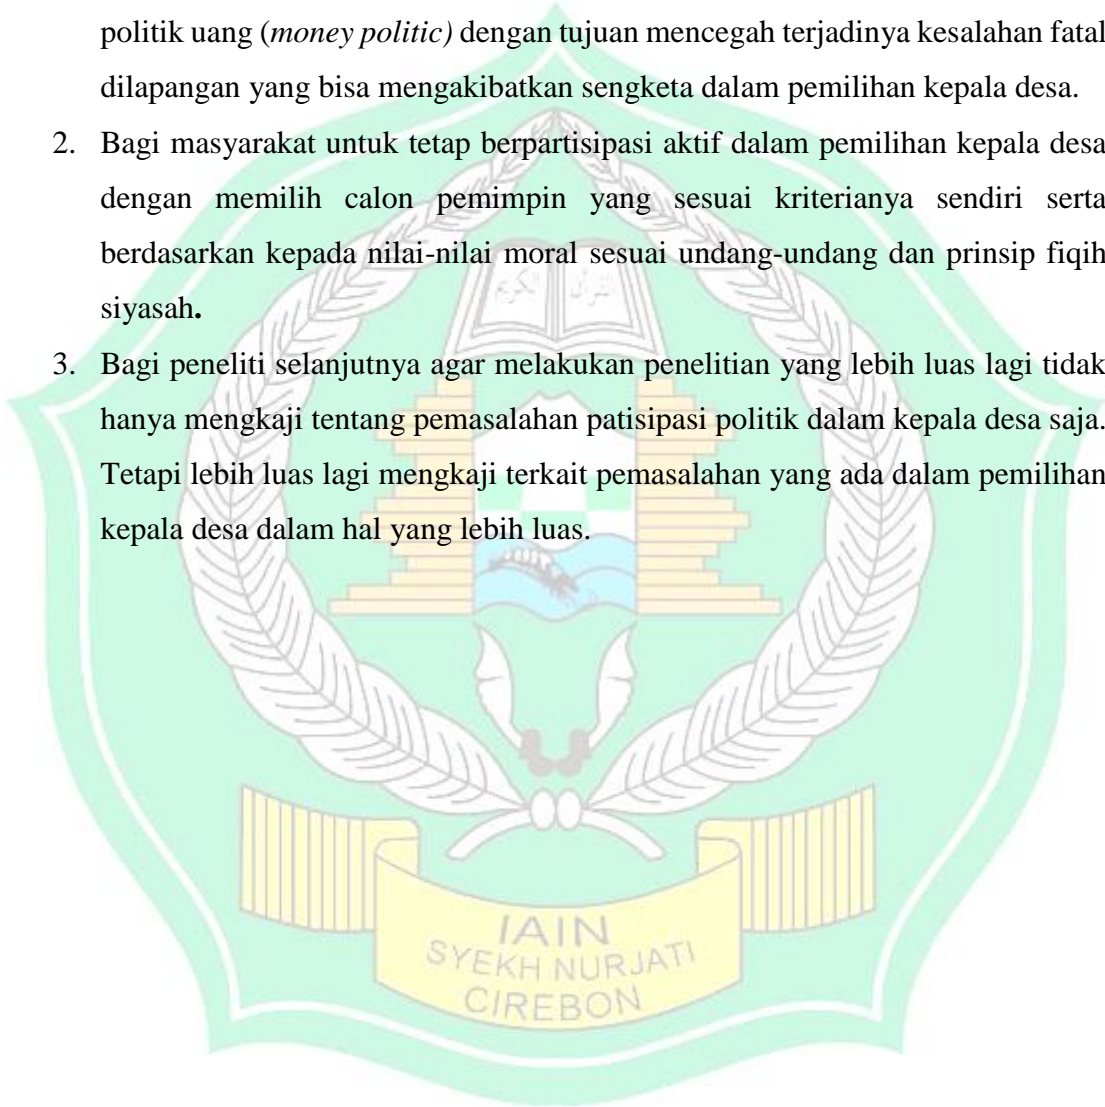 politik uang (money politic) dengan tujuan mencegah terjadinya kesalahan fatal
dilapangan yang bisa mengakibatkan sengketa dalam pemilihan kepala desa.
2. Bagi masyarakat untuk tetap berpartisipasi aktif dalam pemilihan kepala desa
dengan memilih calon pemimpin yang sesuai kriterianya sendiri serta
berdasarkan kepada nilai-nilai moral sesuai undang-undang dan prinsip fiqih
siyasah.
3. Bagi peneliti selanjutnya agar melakukan penelitian yang lebih luas lagi tidak
hanya mengkaji tentang pemasalahan patisipasi politik dalam kepala desa saja.
Tetapi lebih luas lagi mengkaji terkait pemasalahan yang ada dalam pemilihan
kepala desa dalam hal yang lebih luas.
القرآن الكريم
IAIN
SYEKH NURJATI
CIREBON